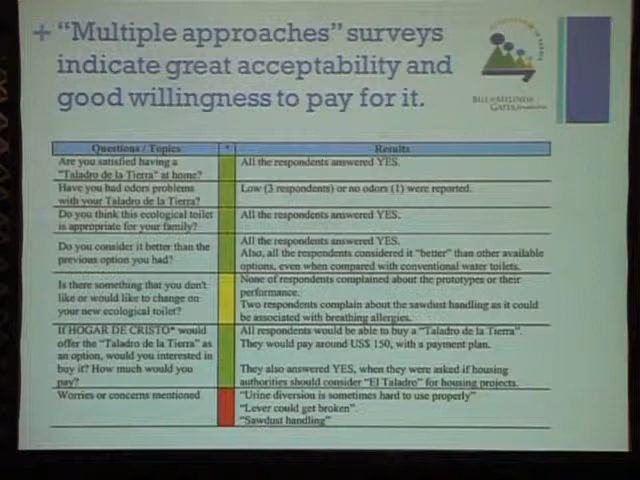 + "Multiple approaches" surveys
indicate great acceptability and
good willingness to pay for it.
BILL & MELINDA
GATES foundation
Questions / Topics * Results
Are you satisfied having a
"Taladro de la Tierra" at home?
All the respondents answered YES.
Have you had odors problems
with your Taladro de la Tierra?
Low (3 respondents) or no odors (1) were reported.
Do you think this ecological toilet
is appropriate for your family?
All the respondents answered YES.
Do you consider it better than the
previous option you had?
All the respondents answered YES.
Also, all the respondents considered it "better" than other available
options, even when compared with conventional water toilets.
Is there something that you don't
like or would like to change on
your new ecological toilet?
None of respondents complained about the prototypes or their
performance.
Two respondents complain about the sawdust handling as it could
be associated with breathing allergies.
If HOGAR DE CRISTO* would
offer the "Taladro de la Tierra" as
an option, would you interested in
buy it? How much would you
pay?
All respondents would be able to buy a "Taladro de la Tierra".
They would pay around US$ 150, with a payment plan.
They also answered YES, when they were asked if housing
authorities should consider "El Taladro" for housing projects.
Worries or concerns mentioned
"Urine diversion is sometimes hard to use properly"
"Lever could get broken".
"Sawdust handling"